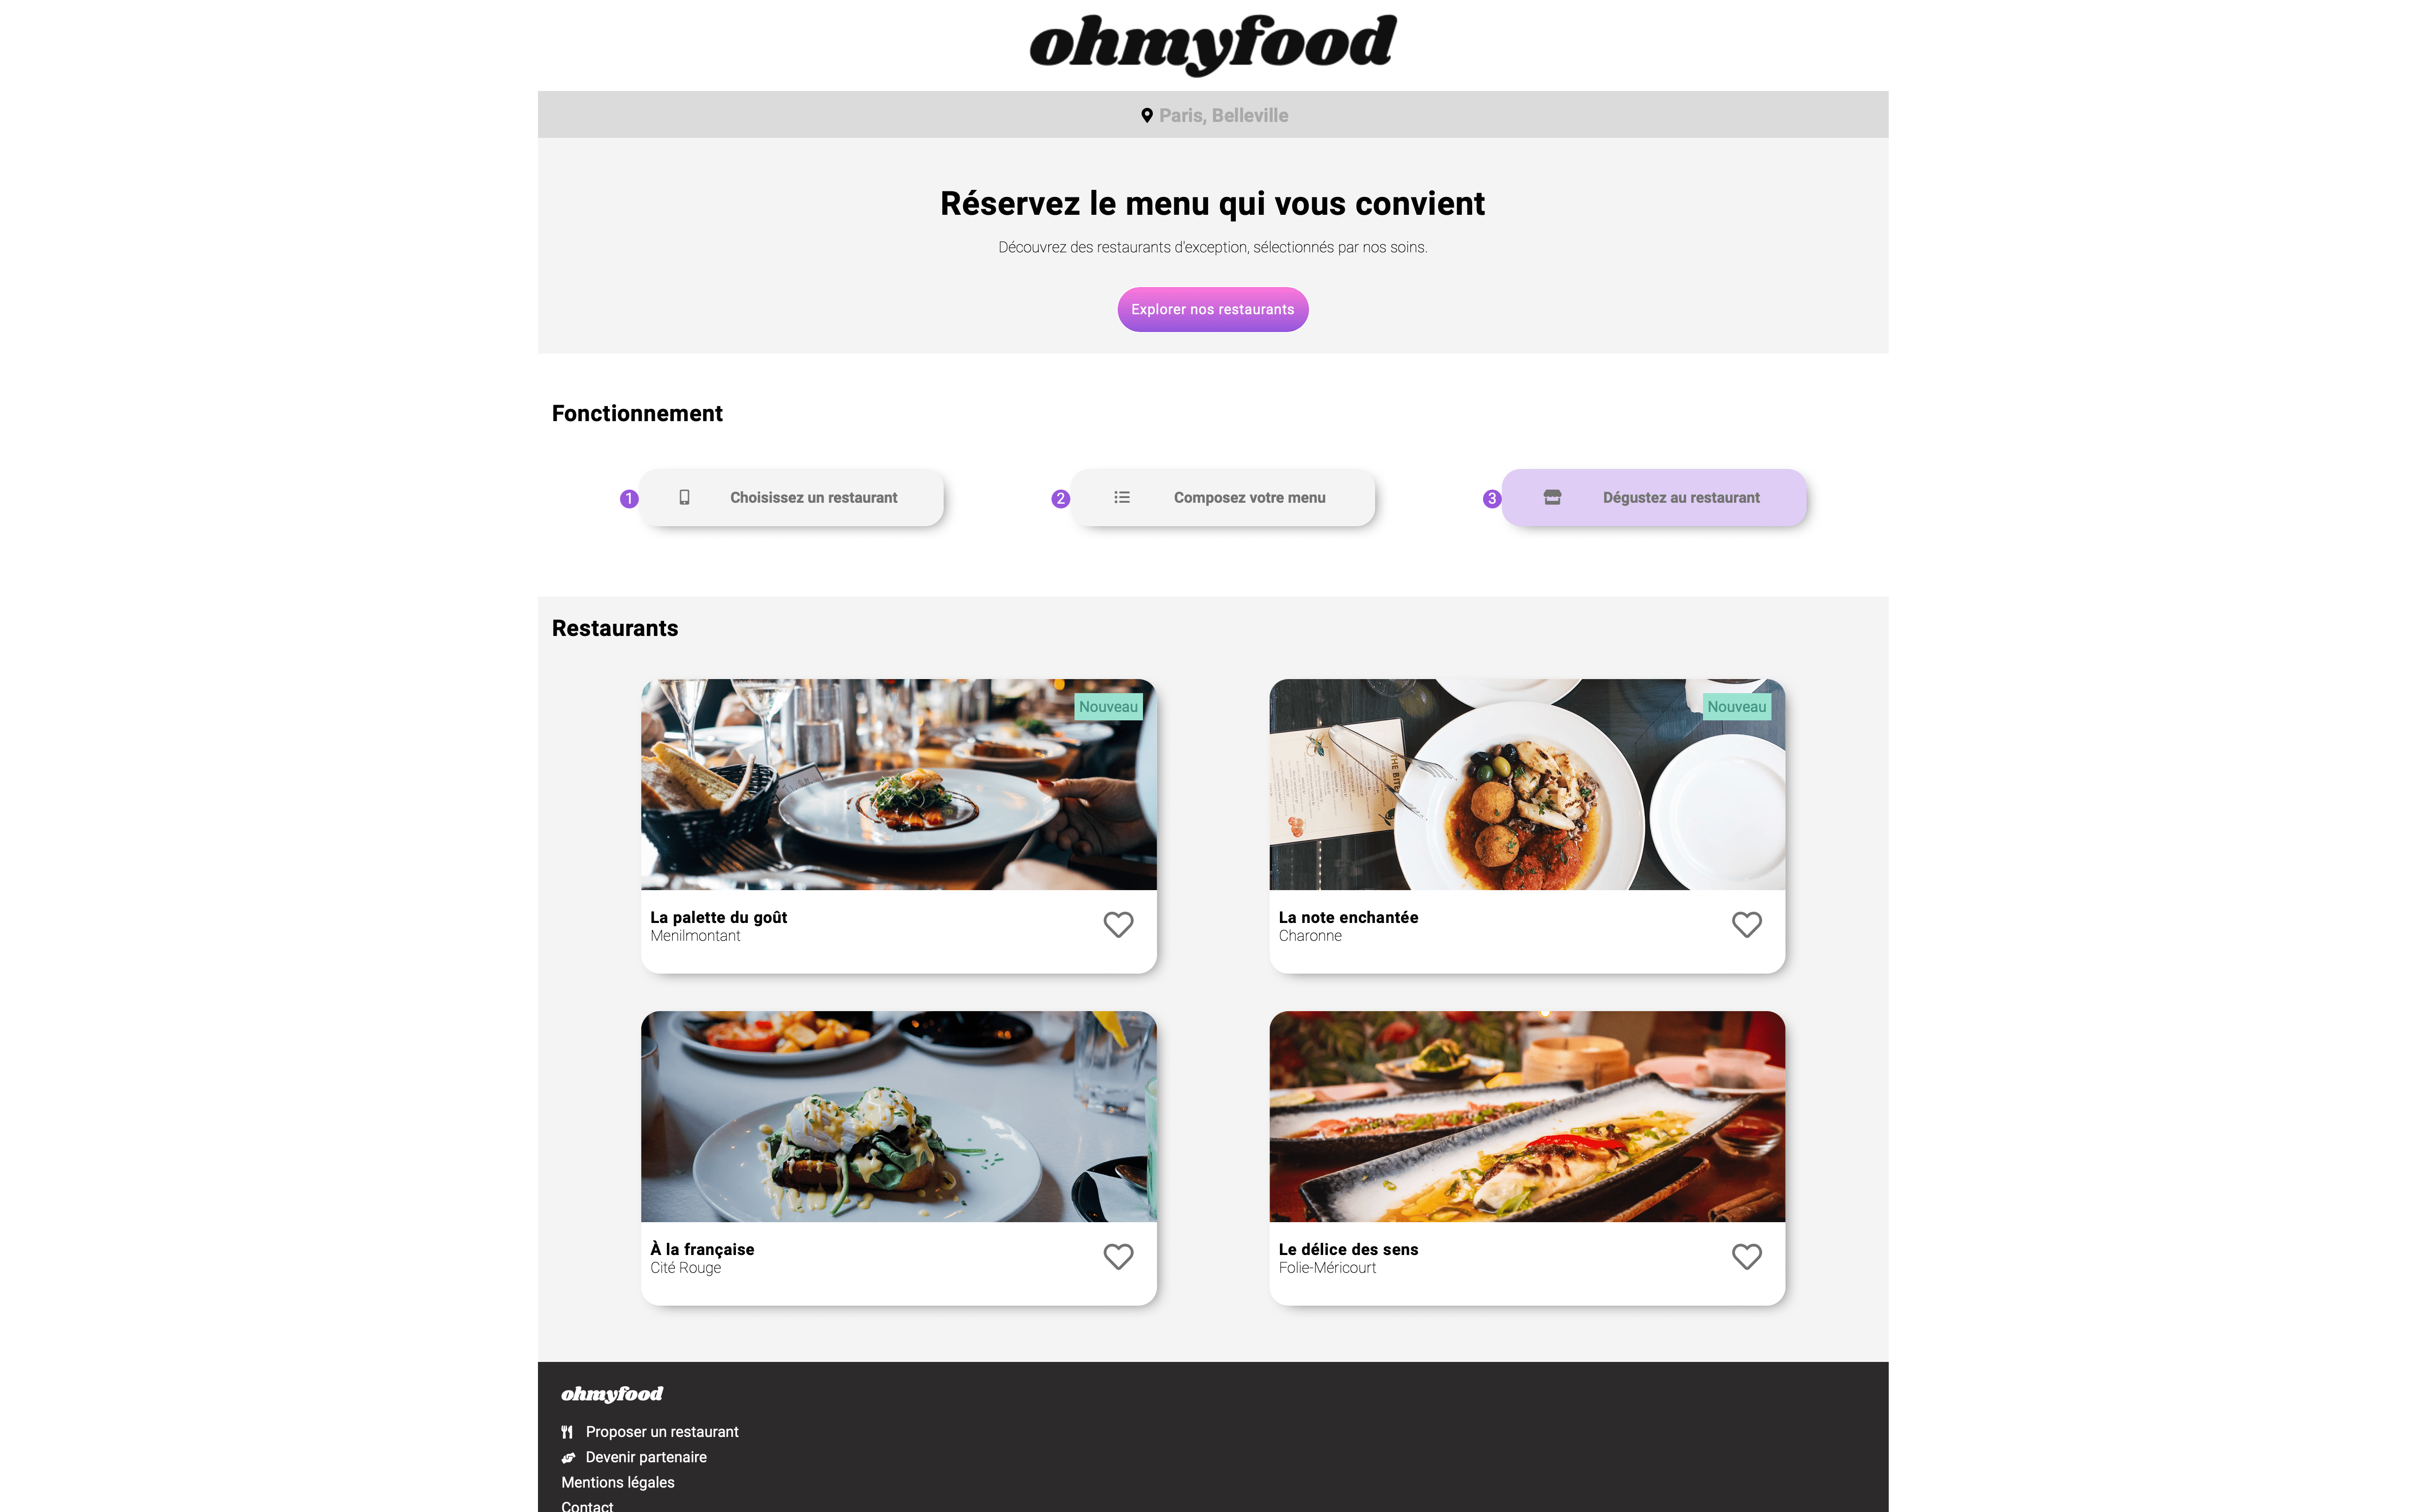 ohmyfood
Paris, Belleville
Réservez le menu qui vous convient
Découvrez des restaurants d'exception, sélectionnés par nos soins.
Explorer nos restaurants
Fonctionnement
1 Choisissez un restaurant
2 Composez votre menu
3 Dégustez au restaurant
Restaurants
Nouveau
THE BITE
La palette du goût
Menilmontant
Nouveau
La note enchantée
Charonne
À la française
Cité Rouge
Le délice des sens
Folie-Méricourt
ohmyfood
Proposer un restaurant
Devenir partenaire
Mentions légales
Contact